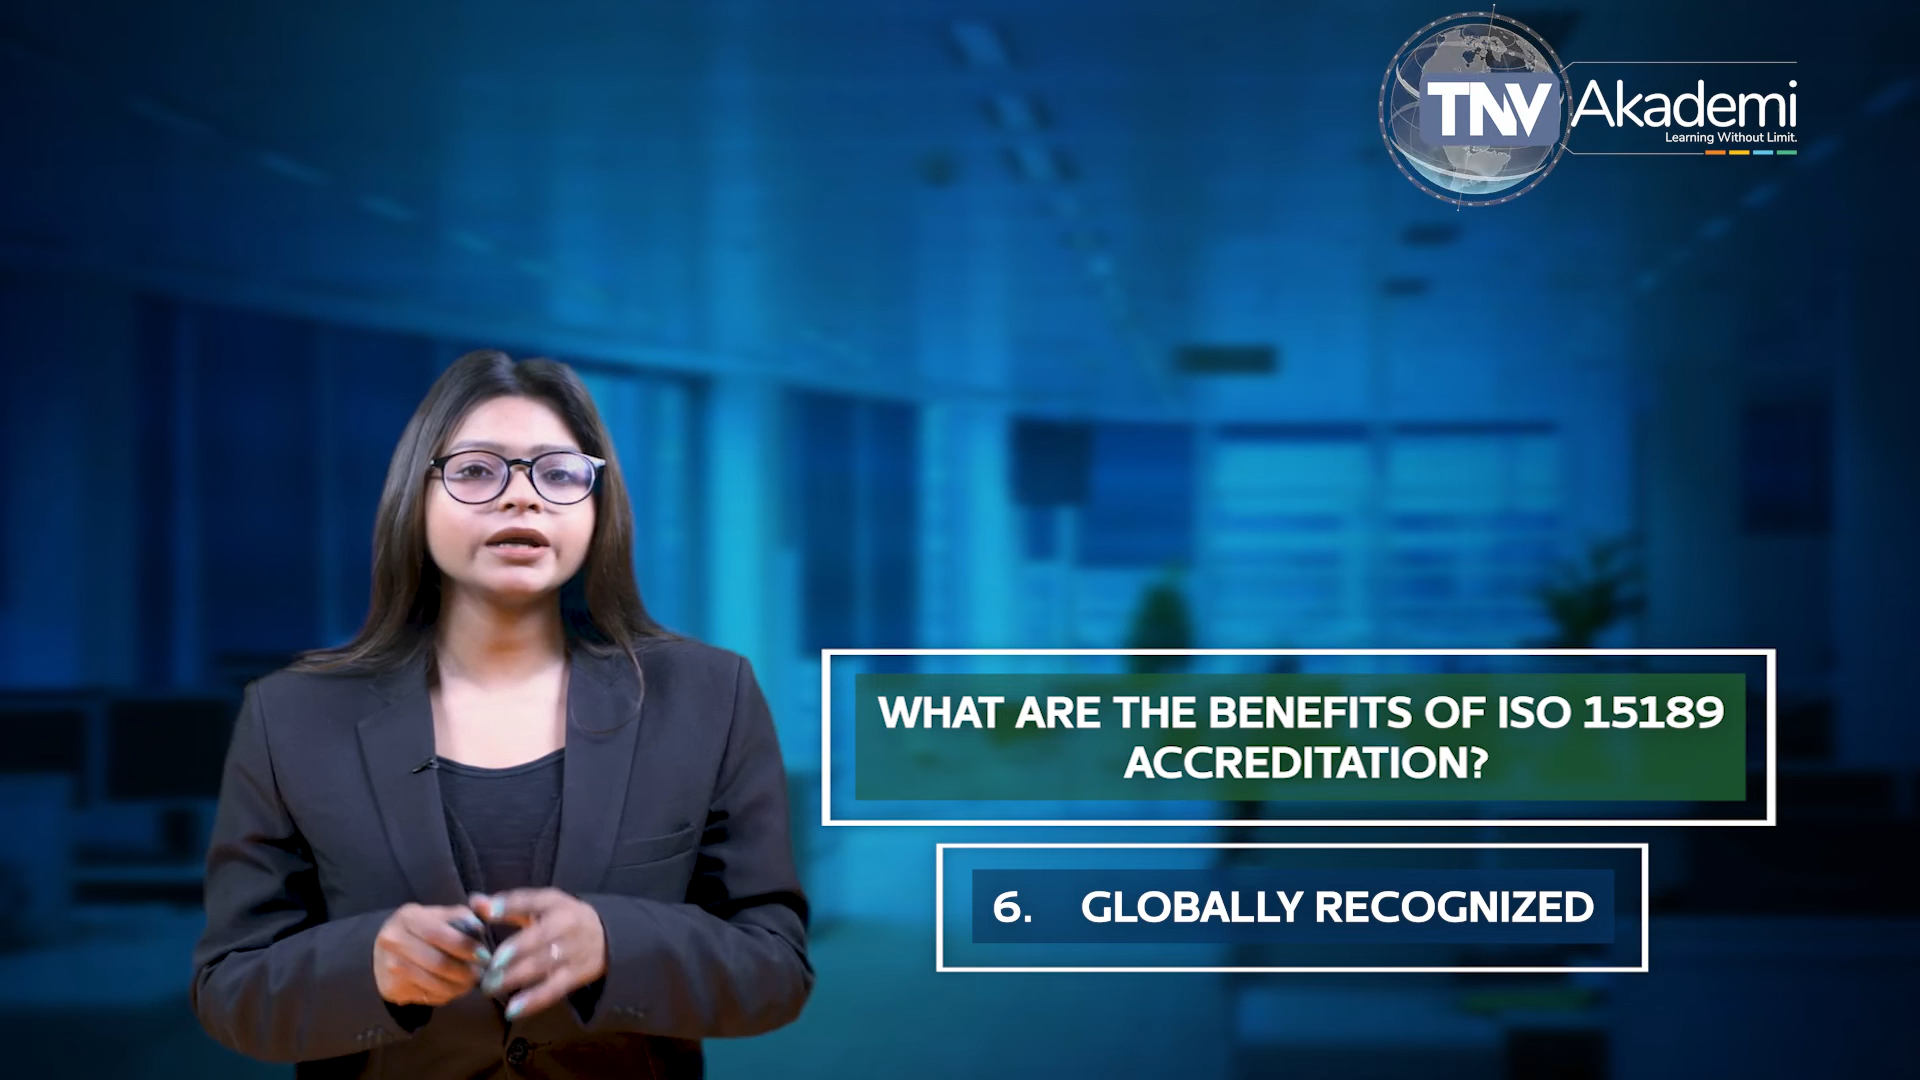 TNV Akademi
Learning Without Limit.
WHAT ARE THE BENEFITS OF ISO 15189
ACCREDITATION?
6. GLOBALLY RECOGNIZED